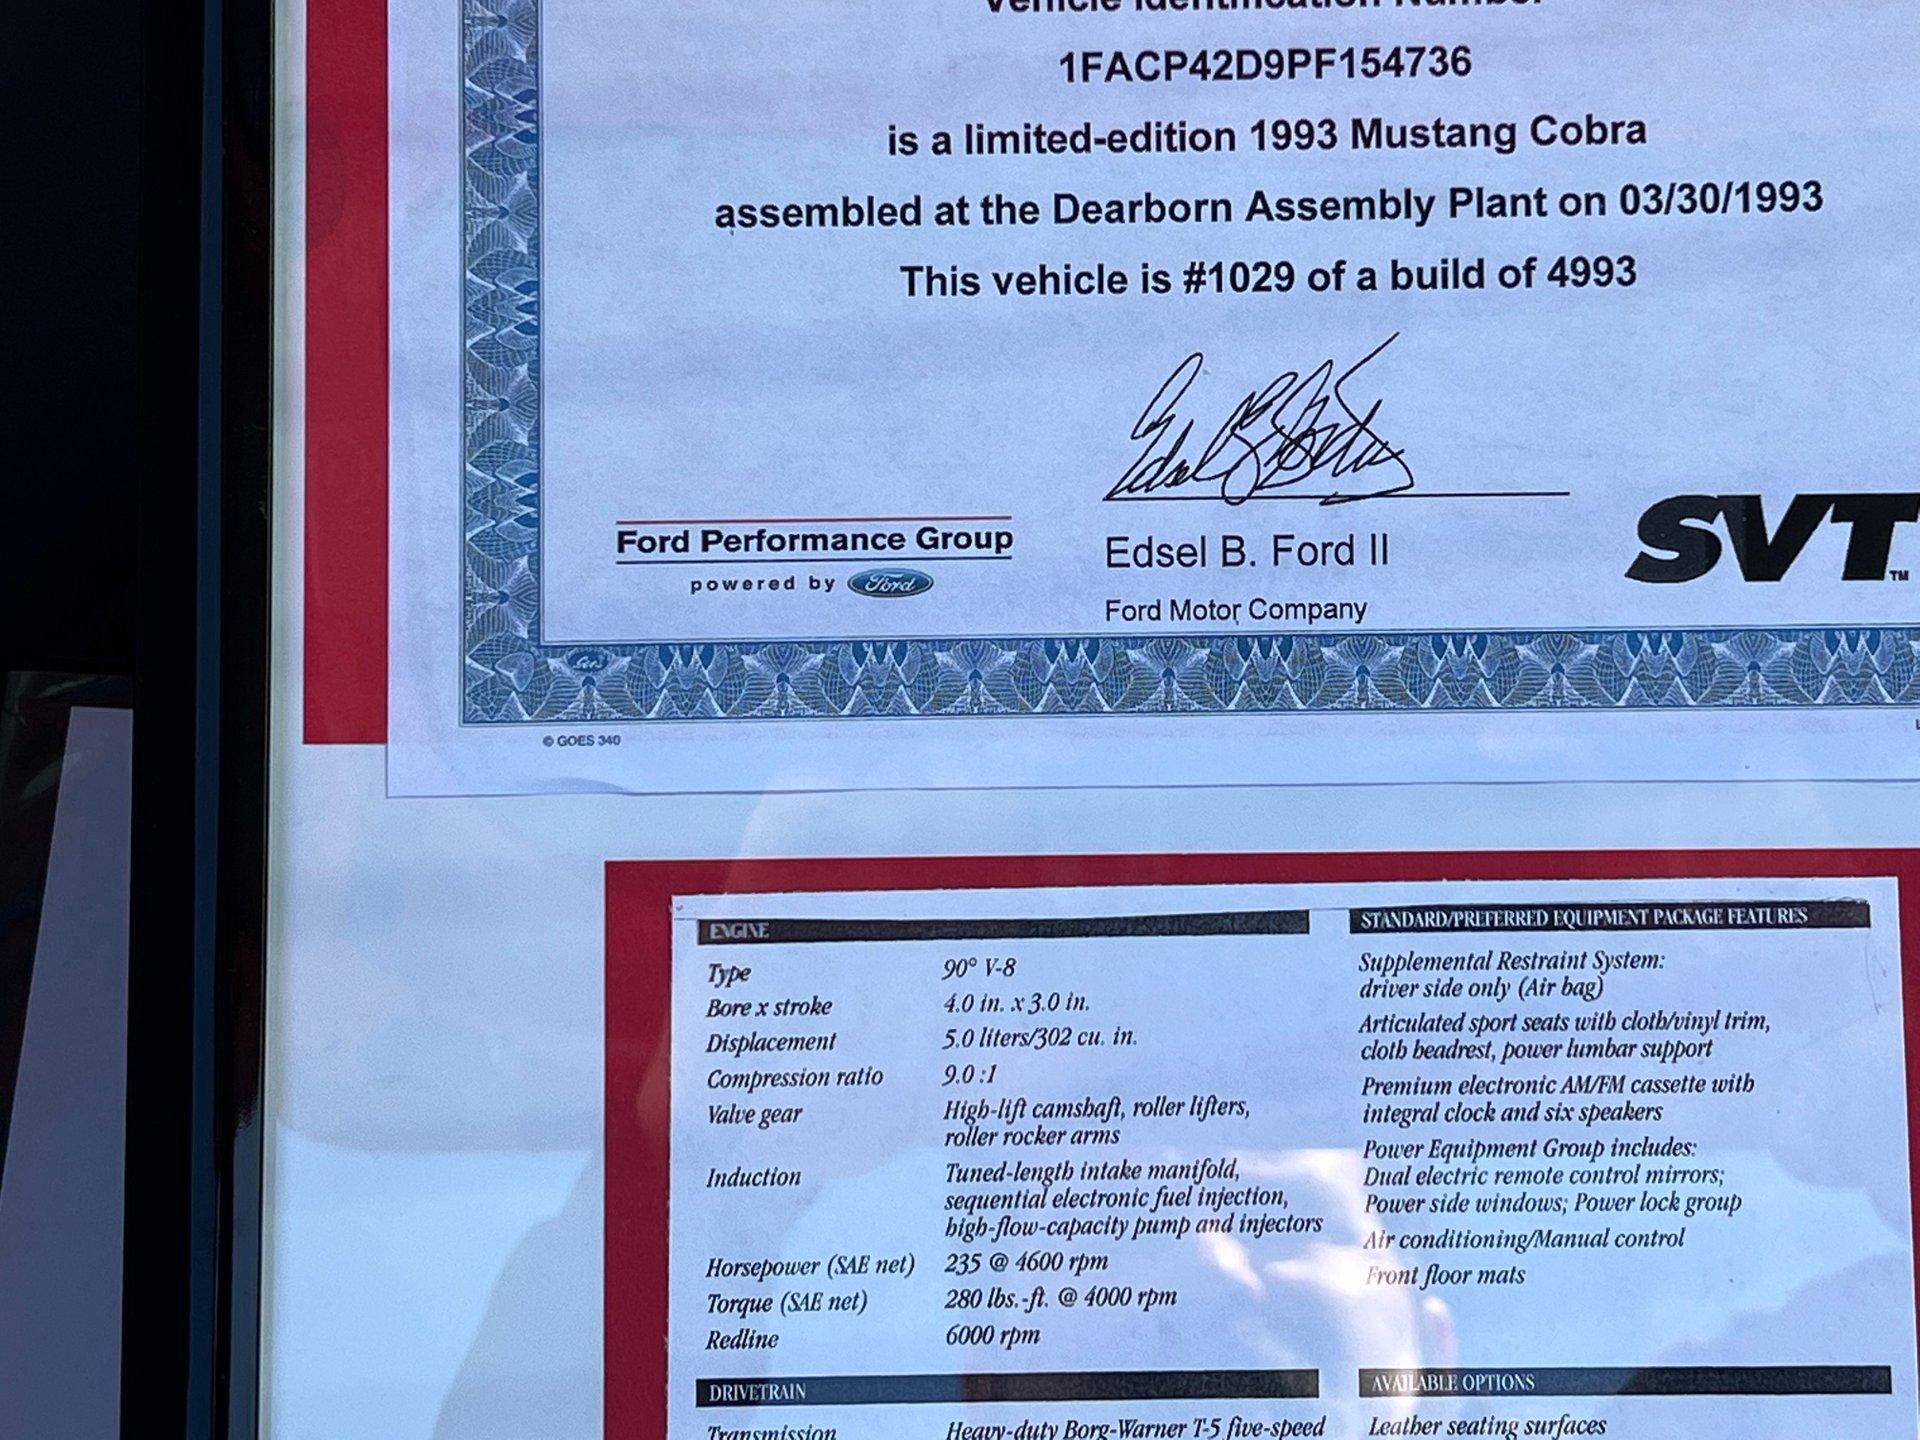 Vehicle Identification Number
1FACP42D9PF154736
is a limited-edition 1993 Mustang Cobra
assembled at the Dearborn Assembly Plant on 03/30/1993
This vehicle is #1029 of a build of 4993
Edsel B. Ford II
Ford Performance Group
powered by Ford
Edsel B. Ford II
Ford Motor Company
SVT™
© GOES 340
ENGINE
Type 90° V-8
Bore x stroke 4.0 in. x 3.0 in.
Displacement 5.0 liters/302 cu. in.
Compression ratio 9.0 :1
Valve gear High-lift camshaft, roller lifters,
roller rocker arms
Induction Tuned-length intake manifold,
sequential electronic fuel injection,
high-flow-capacity pump and injectors
Horsepower (SAE net) 235 @ 4600 rpm
Torque (SAE net) 280 lbs.-ft. @ 4000 rpm
Redline 6000 rpm
DRIVETRAIN
Transmission Heavy-duty Borg-Warner T-5 five-speed
STANDARD/PREFERRED EQUIPMENT PACKAGE FEATURES
Supplemental Restraint System:
driver side only (Air bag)
Articulated sport seats with cloth/vinyl trim,
cloth headrest, power lumbar support
Premium electronic AM/FM cassette with
integral clock and six speakers
Power Equipment Group includes:
Dual electric remote control mirrors;
Power side windows; Power lock group
Air conditioning/Manual control
Front floor mats
AVAILABLE OPTIONS
Leather seating surfaces